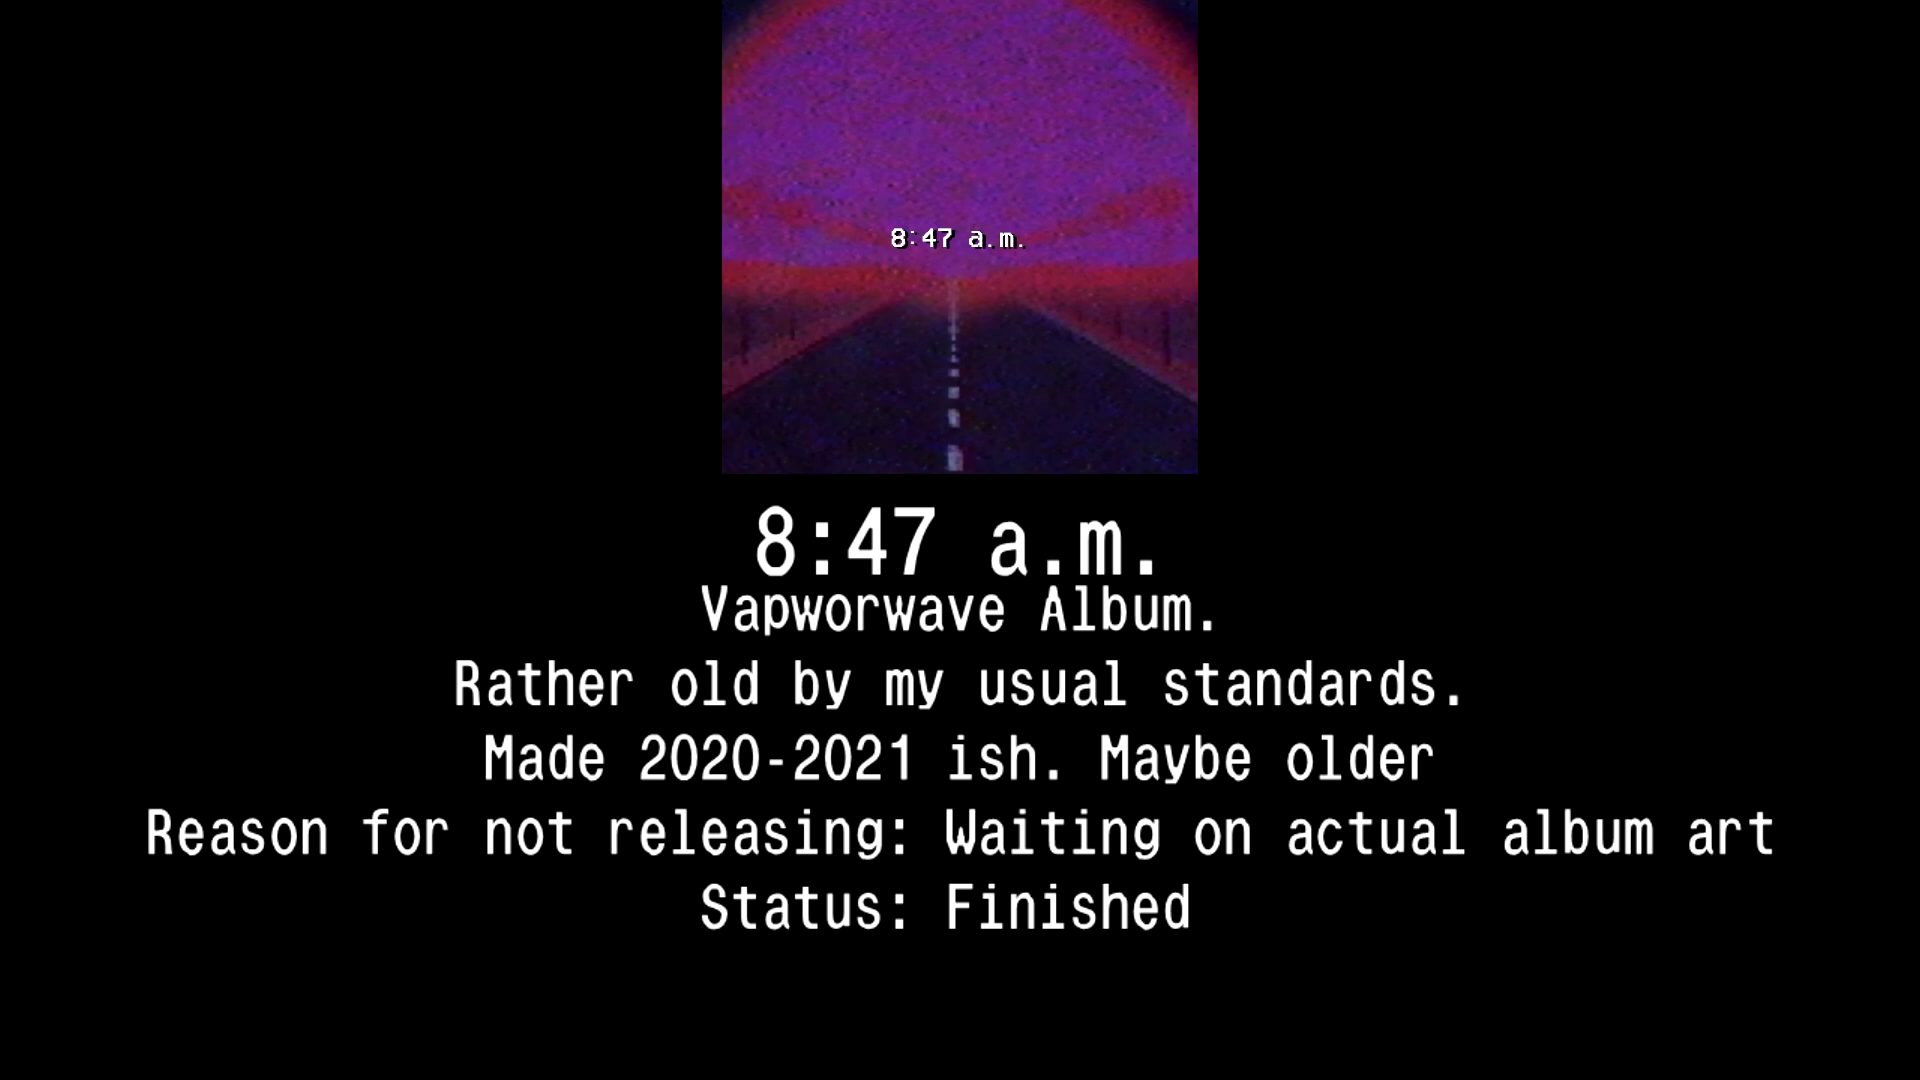 8:47 a.m.
8:47 a.m.
Vapworwave Album.
Rather old by my usual standards.
Made 2020-2021 ish. Maybe older
Reason for not releasing: Waiting on actual album art
Status: Finished